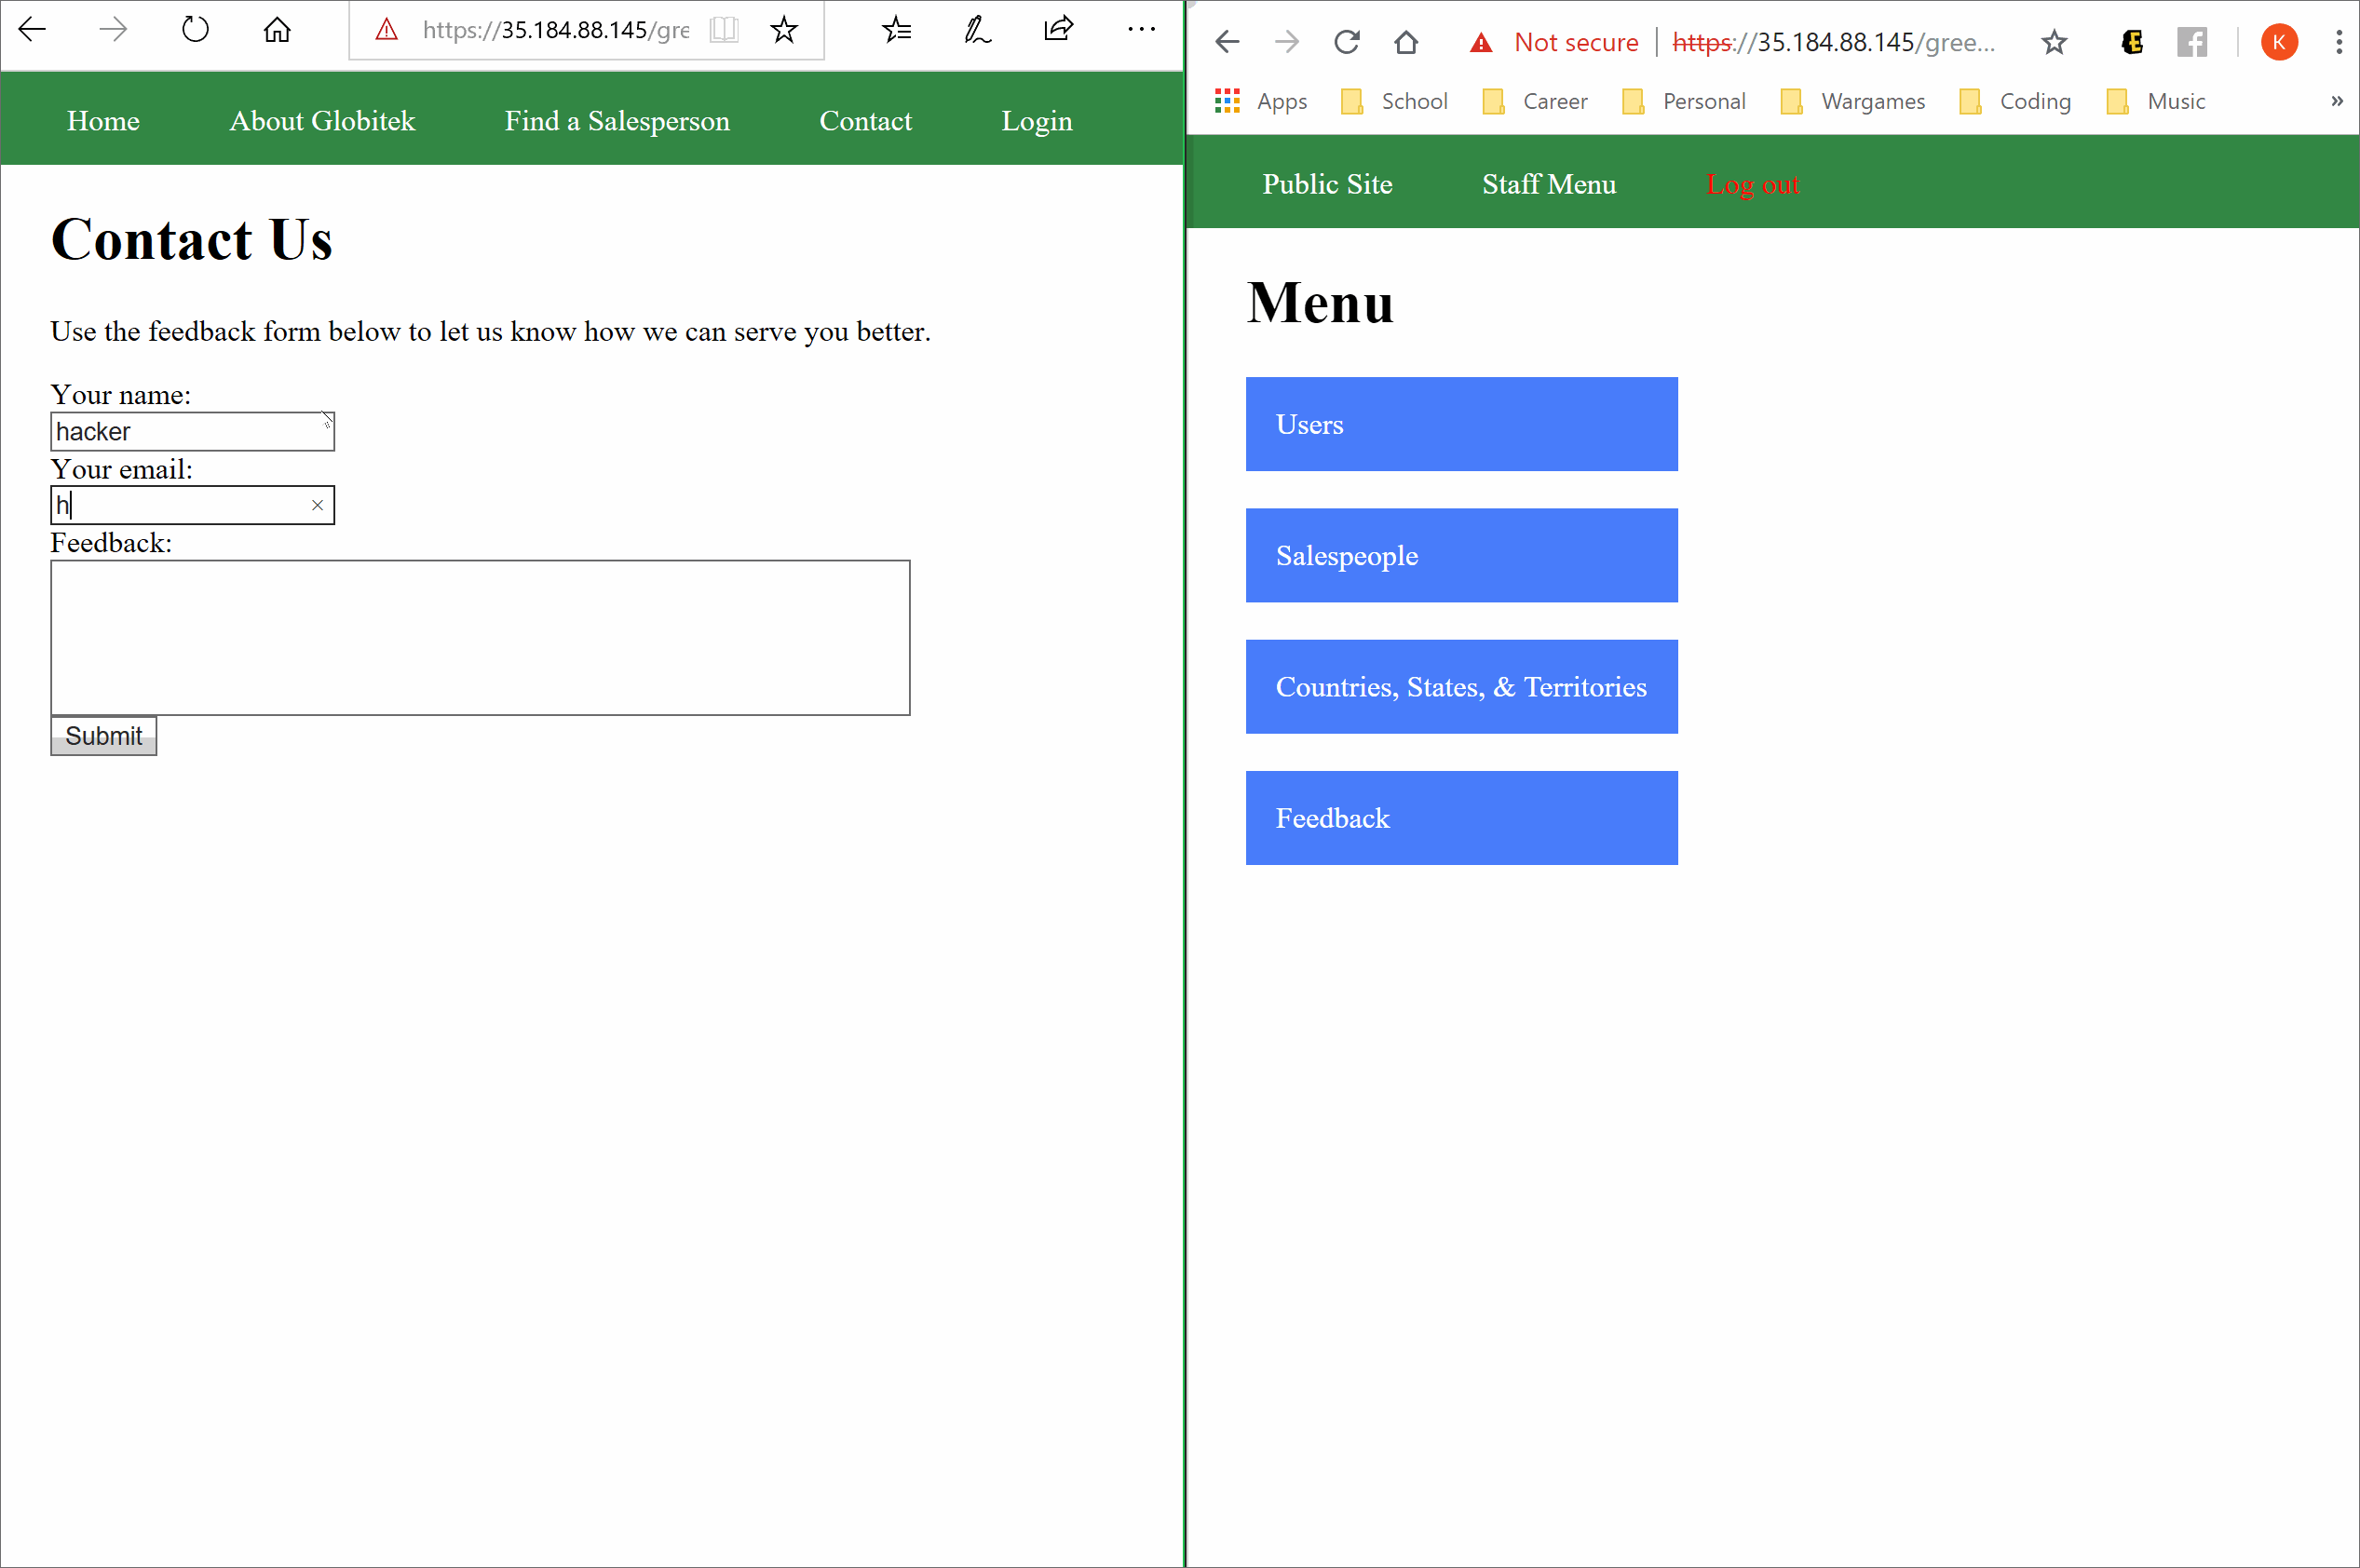 https://35.184.88.145/gre
Home About Globitek Find a Salesperson Contact Login
Contact Us
Use the feedback form below to let us know how we can serve you better.
Your name:
hacker
Your email:
h
Feedback:
Submit
Not secure https://35.184.88.145/gree... E f K
Apps School Career Personal Wargames Coding Music »
Public Site Staff Menu Log out
Menu
Users
Salespeople
Countries, States, & Territories
Feedback